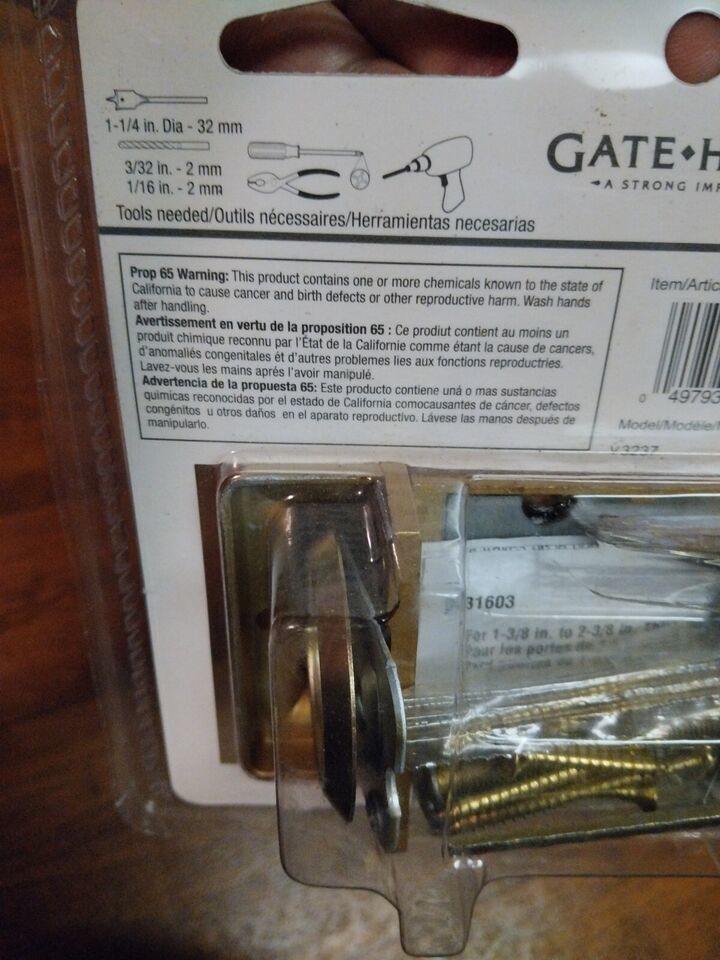 1-1/4 in. Dia - 32 mm
3/32 in. - 2 mm
1/16 in. - 2 mm
Tools needed/Outils nécessaires/Herramientas necesarias
GATE
A STRONG
Prop 65 Warning: This product contains one or more chemicals known to the state of
California to cause cancer and birth defects or other reproductive harm. Wash hands
after handling.
Avertissement en vertu de la proposition 65 : Ce prodiut contient au moins un
produit chimique reconnu par l'État de la Californie comme étant la cause de cancers,
d'anomaliés congenitales ét d'autres problemes lies aux fonctions reproductries.
Lavez-vous les mains aprés l'avoir manipulé.
Advertencia de la propuesta 65: Este producto contiene uná o mas sustancias
quimicas reconocidas por el estado de California comocausantes de cáncer, defectos
congénitos u otros daños en el aparato reproductivo. Lávese las manos después de
manipularlo.
Item/Artic
0 49793
Model/Modèle/
31603
For 1-3/8 in. to 2-3/8 in.
Pour les portes de